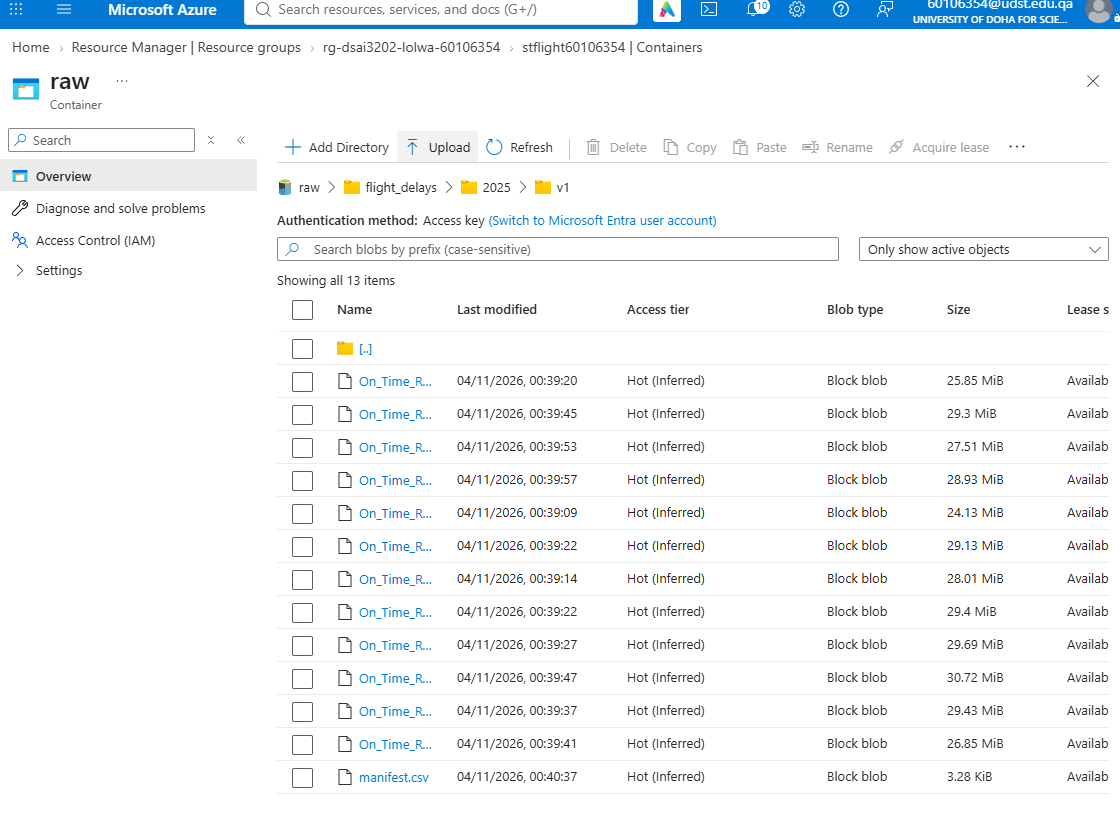 Microsoft Azure
Search resources, services, and docs (G+/)
10
60106354@udst.edu.qa
UNIVERSITY OF DOHA FOR SCIE...
Home > Resource Manager | Resource groups > rg-dsai3202-lolwa-60106354 > stflight60106354 | Containers
raw ...
Container
Search
Overview
Diagnose and solve problems
Access Control (IAM)
Settings
Add Directory Upload Refresh Delete Copy Paste Rename Acquire lease ...
raw > flight_delays > 2025 > v1
Authentication method: Access key (Switch to Microsoft Entra user account)
Search blobs by prefix (case-sensitive) Only show active objects
Showing all 13 items
Name Last modified Access tier Blob type Size Lease s
[..]
On_Time_R... 04/11/2026, 00:39:20 Hot (Inferred) Block blob 25.85 MiB Availab
On_Time_R... 04/11/2026, 00:39:45 Hot (Inferred) Block blob 29.3 MiB Availab
On_Time_R... 04/11/2026, 00:39:53 Hot (Inferred) Block blob 27.51 MiB Availab
On_Time_R... 04/11/2026, 00:39:57 Hot (Inferred) Block blob 28.93 MiB Availab
On_Time_R... 04/11/2026, 00:39:09 Hot (Inferred) Block blob 24.13 MiB Availab
On_Time_R... 04/11/2026, 00:39:22 Hot (Inferred) Block blob 29.13 MiB Availab
On_Time_R... 04/11/2026, 00:39:14 Hot (Inferred) Block blob 28.01 MiB Availab
On_Time_R... 04/11/2026, 00:39:22 Hot (Inferred) Block blob 29.4 MiB Availab
On_Time_R... 04/11/2026, 00:39:27 Hot (Inferred) Block blob 29.69 MiB Availab
On_Time_R... 04/11/2026, 00:39:47 Hot (Inferred) Block blob 30.72 MiB Availab
On_Time_R... 04/11/2026, 00:39:37 Hot (Inferred) Block blob 29.43 MiB Availab
On_Time_R... 04/11/2026, 00:39:41 Hot (Inferred) Block blob 26.85 MiB Availab
manifest.csv 04/11/2026, 00:40:37 Hot (Inferred) Block blob 3.28 KiB Availab